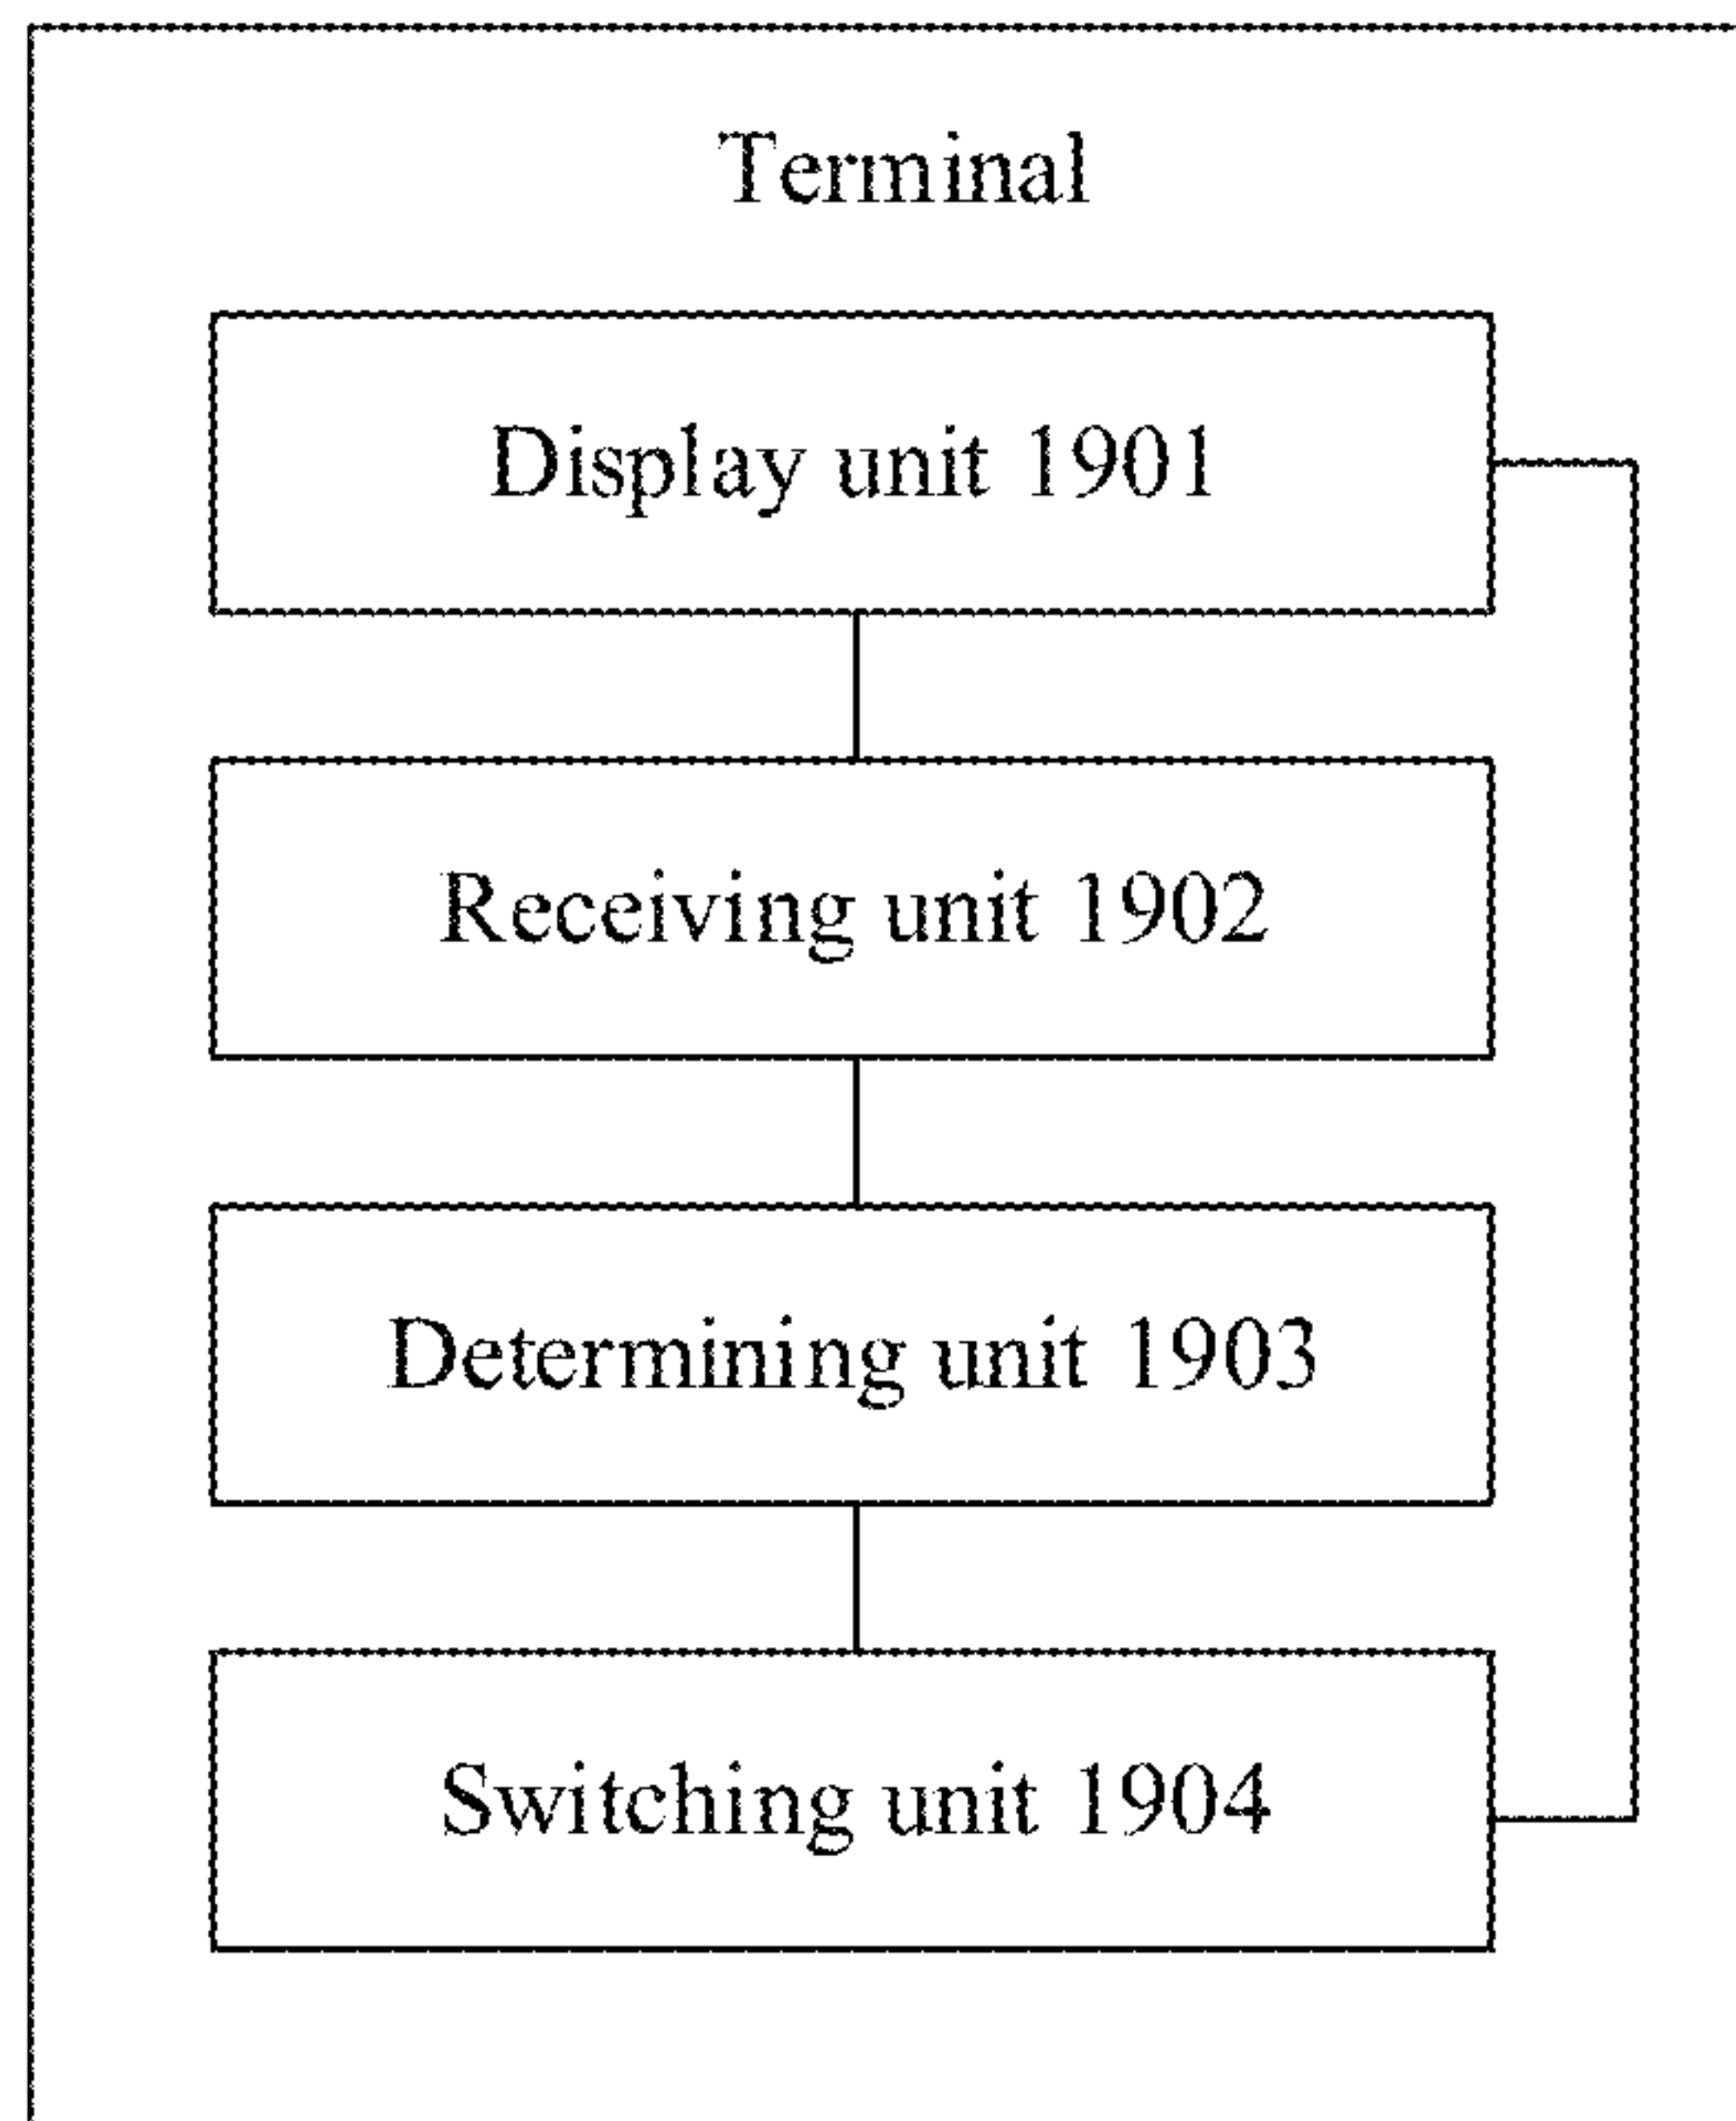 Terminal
Display unit 1901
Receiving unit 1902
Determining unit 1903
Switching unit 1904